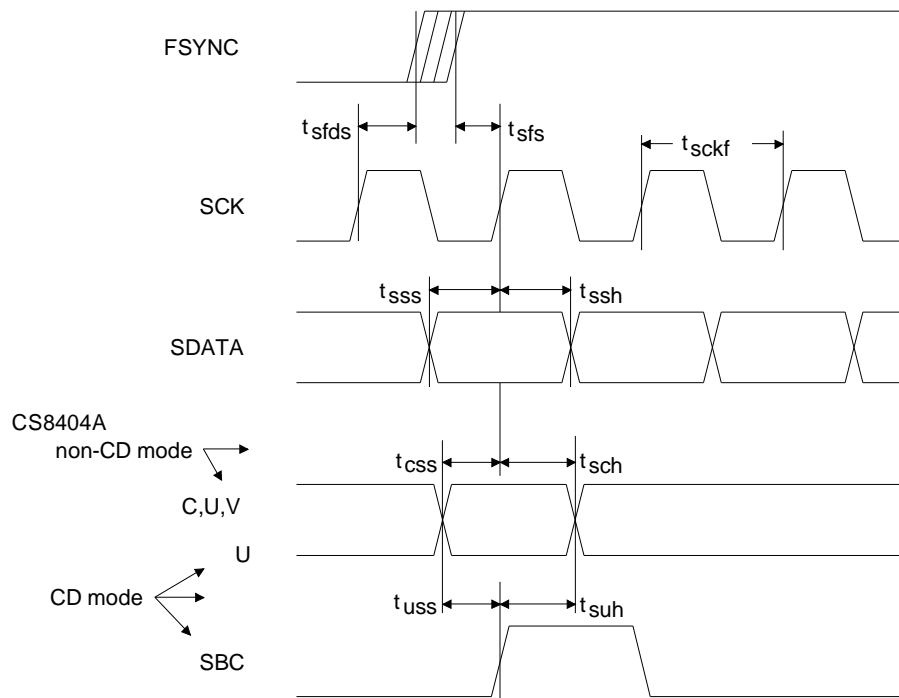 FSYNC
tsfds
tsfs
tsckf
SCK
tsss
tssh
SDATA
CS8404A
non-CD mode
tcss
tsch
C,U,V
U
CD mode
tuss
tsuh
SBC